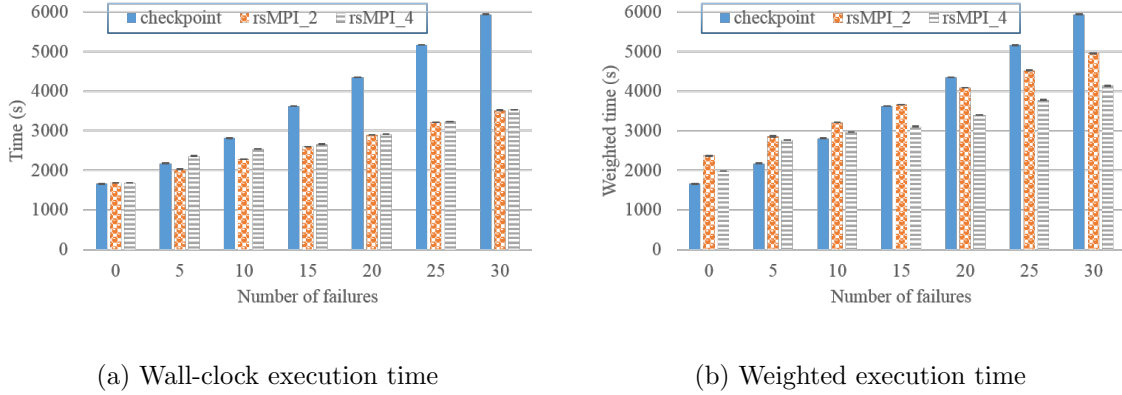 checkpoint rsMPI_2 rsMPI_4
6000
5000
4000
3000
2000
1000
0
Time (s)
0 5 10 15 20 25 30
Number of failures
(a) Wall-clock execution time
checkpoint rsMPI_2 rsMPI_4
6000
5000
4000
3000
2000
1000
0
Weighted time (s)
0 5 10 15 20 25 30
Number of failures
(b) Weighted execution time